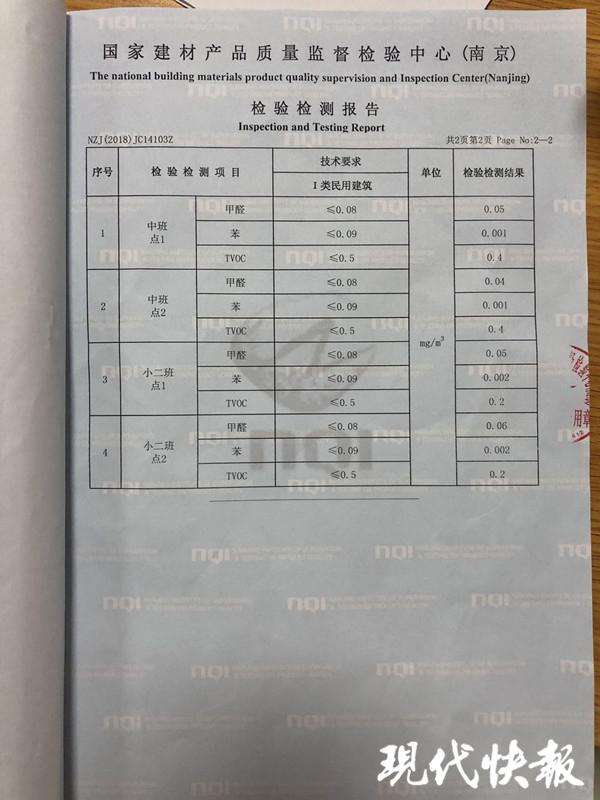 国家建材产品质量监督检验中心(南京)
The national building materials product quality supervision and Inspection Center(Nanjing)
检验检测报告
Inspection and Testing Report
NZJ(2018)JC14103Z 共2页第2页 Page No:2—2
序号 检验检测项目 技术要求 单位 检验检测结果
I类民用建筑
1 中班点1 甲醛 ≤0.08 mg/m³ 0.05
苯 ≤0.09 0.001
TVOC ≤0.5 0.4
2 中班点2 甲醛 ≤0.08 0.04
苯 ≤0.09 0.001
TVOC ≤0.5 0.4
3 小二班点1 甲醛 ≤0.08 0.05
苯 ≤0.09 0.002
TVOC ≤0.5 0.2
4 小二班点2 甲醛 ≤0.08 0.06
苯 ≤0.09 0.002
TVOC ≤0.5 0.2
用章
nqi
现代快報